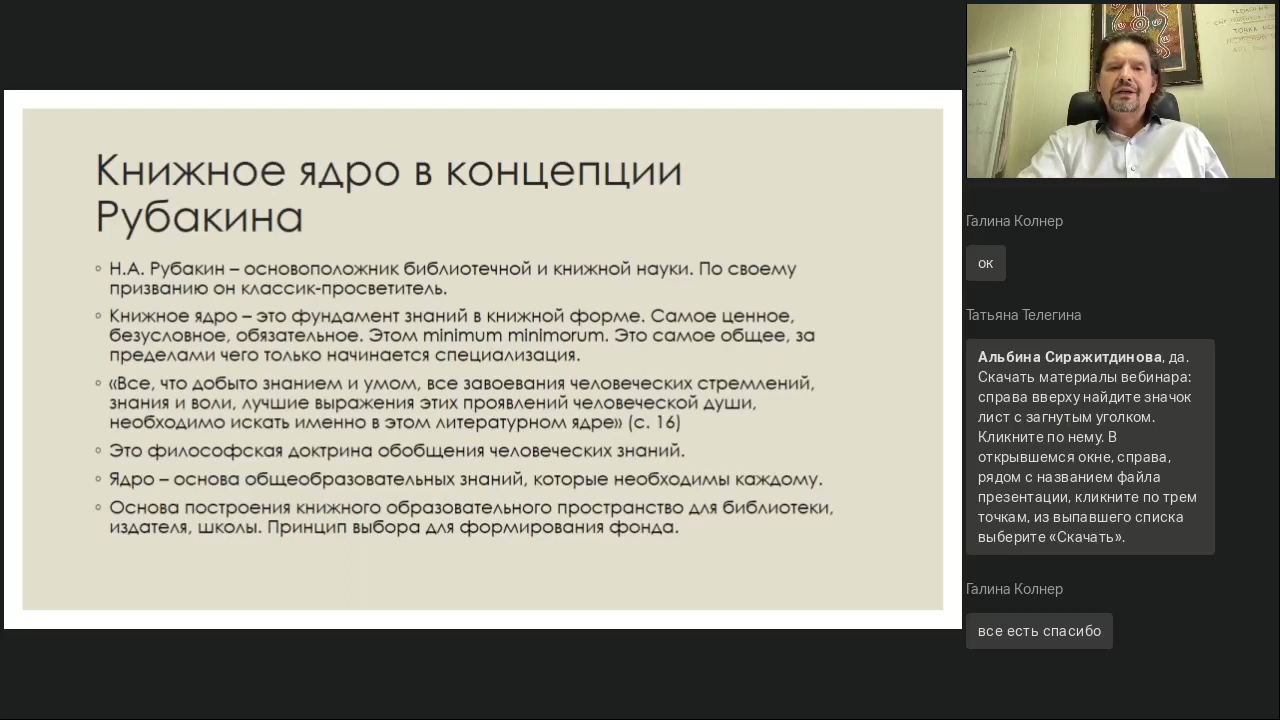 Книжное ядро в концепции
Рубакина
◦ Н.А. Рубакин – основоположник библиотечной и книжной науки. По своему
призванию он классик-просветитель.
◦ Книжное ядро – это фундамент знаний в книжной форме. Самое ценное,
безусловное, обязательное. Этом minimum minimorum. Это самое общее, за
пределами чего только начинается специализация.
◦ «Все, что добыто знанием и умом, все завоевания человеческих стремлений,
знания и воли, лучшие выражения этих проявлений человеческой души,
необходимо искать именно в этом литературном ядре» (с. 16)
◦ Это философская доктрина обобщения человеческих знаний.
◦ Ядро – основа общеобразовательных знаний, которые необходимы каждому.
◦ Основа построения книжного образовательного пространство для библиотеки,
издателя, школы. Принцип выбора для формирования фонда.
ТОЧКА
Галина Колнер
ок
Татьяна Телегина
Альбина Сиражитдинова, да.
Скачать материалы вебинара:
справа вверху найдите значок
лист с загнутым уголком.
Кликните по нему. В
открывшемся окне, справа,
рядом с названием файла
презентации, кликните по трем
точкам, из выпавшего списка
выберите «Скачать».
Галина Колнер
все есть спасибо